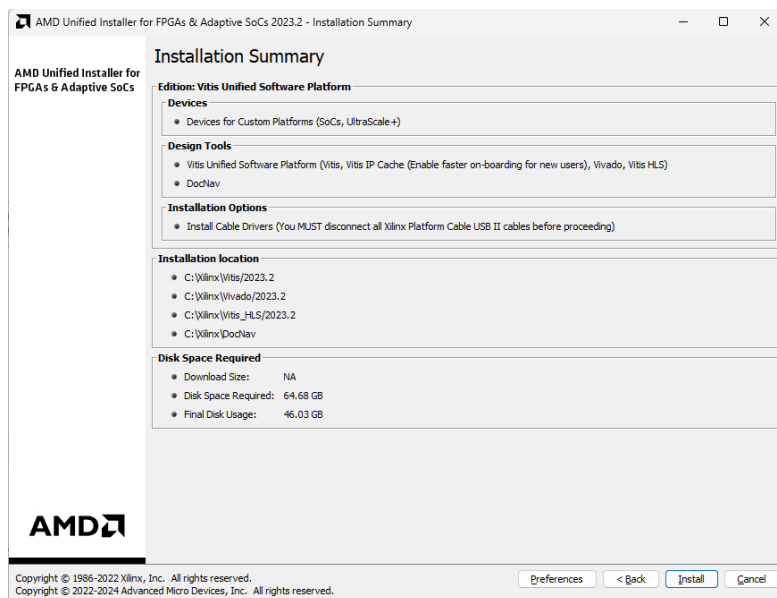 AMD Unified Installer for FPGAs & Adaptive SoCs 2023.2 - Installation Summary
Installation Summary
AMD Unified Installer for
FPGAs & Adaptive SoCs
Edition: Vitis Unified Software Platform
Devices
Devices for Custom Platforms (SoCs, UltraScale+)
Design Tools
Vitis Unified Software Platform (Vitis, Vitis IP Cache (Enable faster on-boarding for new users), Vivado, Vitis HLS)
DocNav
Installation Options
Install Cable Drivers (You MUST disconnect all Xilinx Platform Cable USB II cables before proceeding)
Installation location
C:\Xilinx\Vitis/2023.2
C:\Xilinx\Vivado/2023.2
C:\Xilinx\Vitis_HLS/2023.2
C:\Xilinx\DocNav
Disk Space Required
Download Size: NA
Disk Space Required: 64.68 GB
Final Disk Usage: 46.03 GB
AMD
Copyright © 1986-2022 Xilinx, Inc. All rights reserved.
Copyright © 2022-2024 Advanced Micro Devices, Inc. All rights reserved.
Preferences < Back Install Cancel